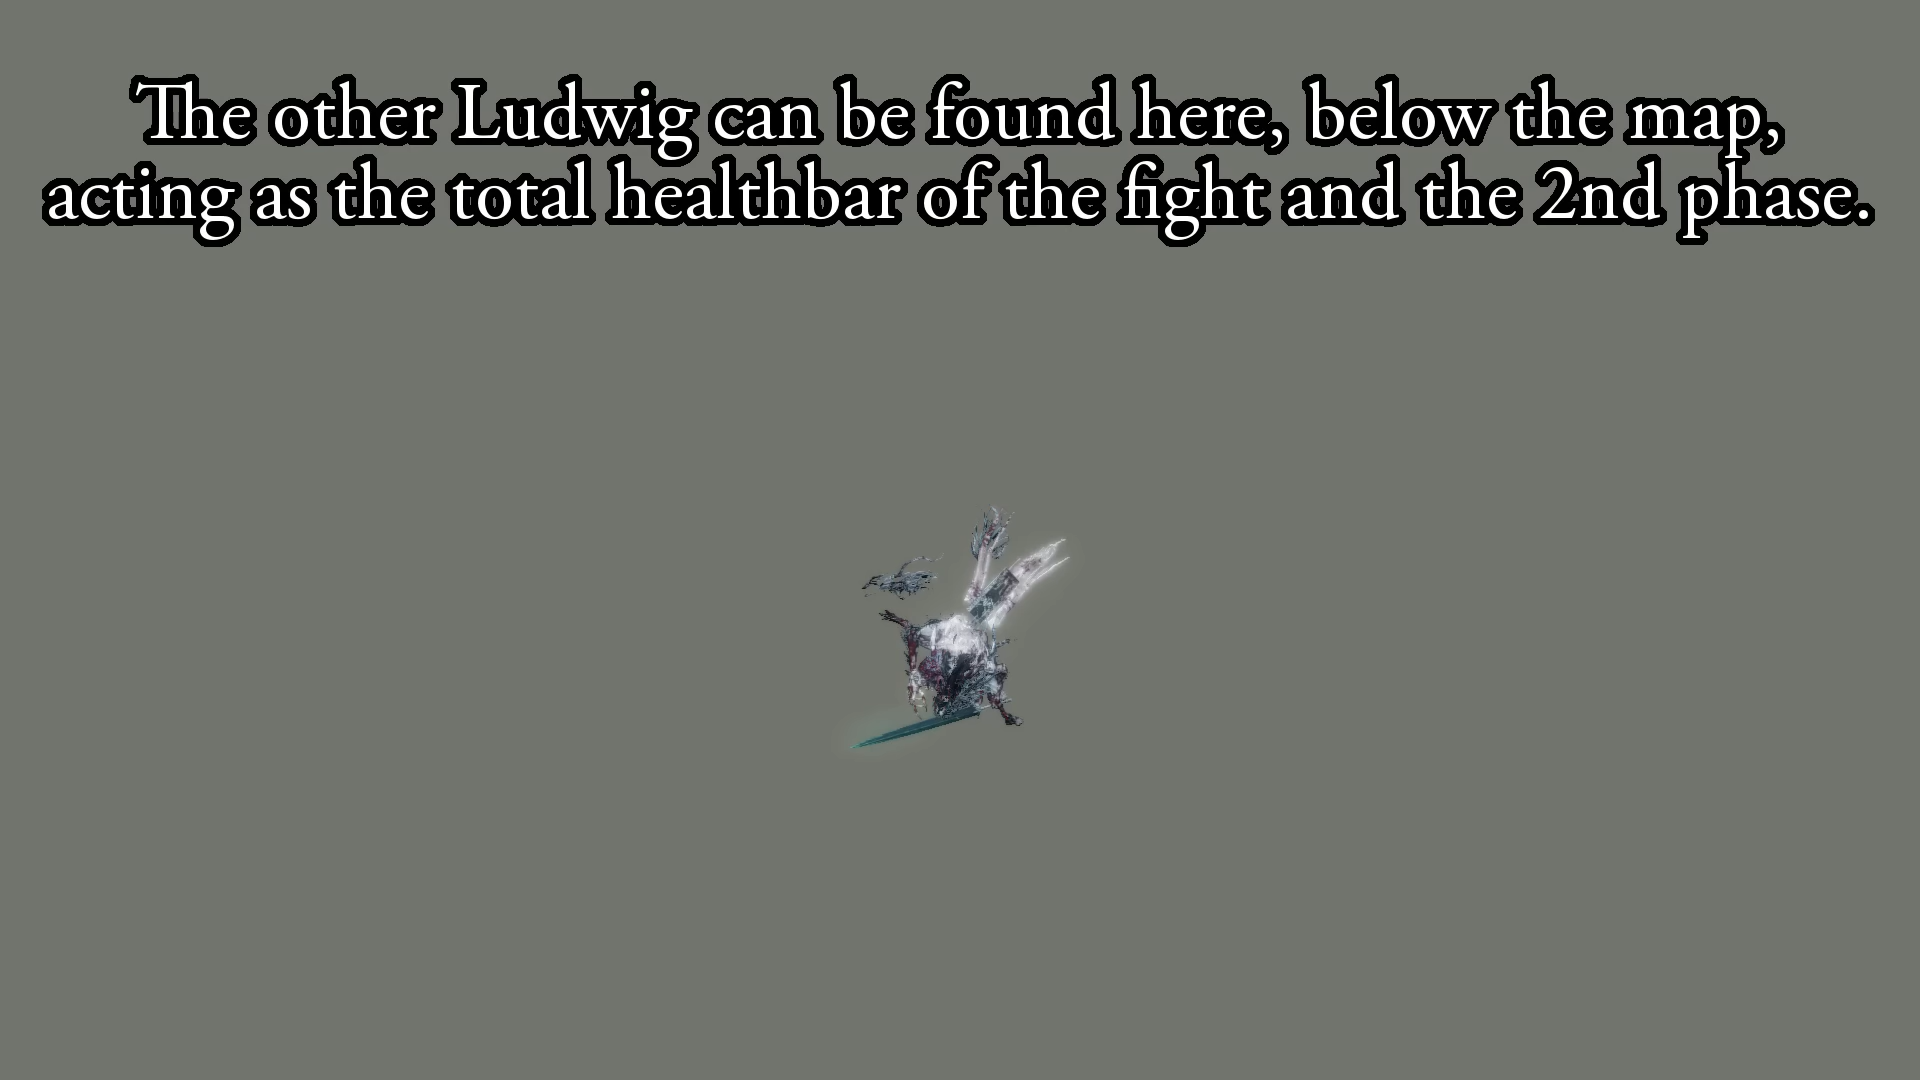 The other Ludwig can be found here, below the map,
acting as the total healthbar of the fight and the 2nd phase.